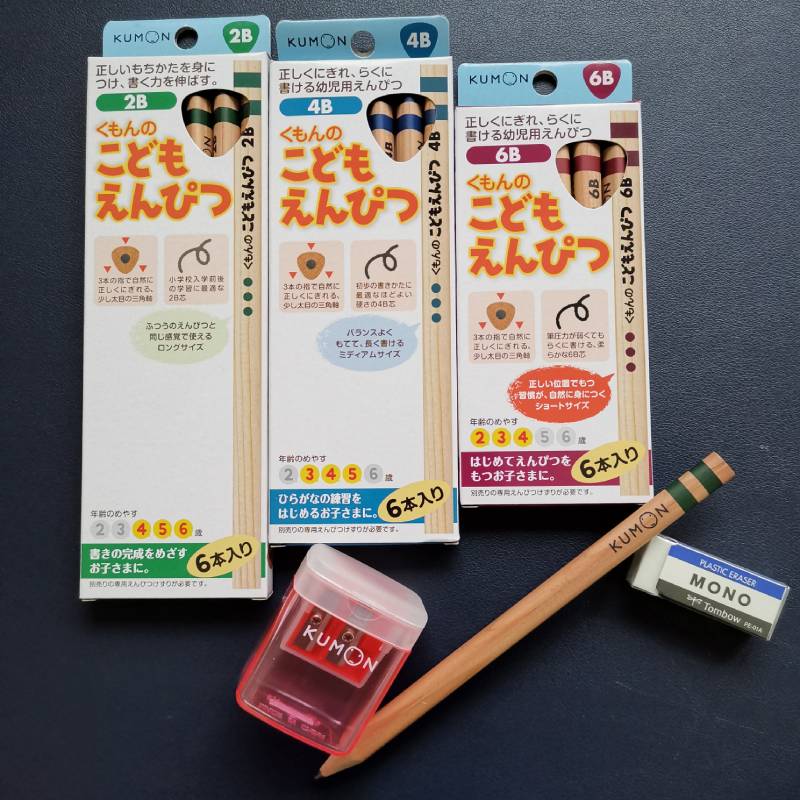 KUMON 2B
正しいもちかたを身に
つけ、書く力を伸ばす。
2B
くもんの
こども
えんぴつ
くもんの こどもえんぴつ 2B
3本の指で自然に
正しくにぎれる、
少し太目の三角軸
小学校入学前後
の学習に最適な
2B芯
ふつうのえんぴつと
同じ感覚で使える
ロングサイズ
年齢のめやす
2 3 4 5 6 歳
書きの完成をめざす
お子さまに。
6本入り
別売りの専用えんぴつけずりが必要です。
KUMON 4B
正しくにぎれ、らくに
書ける幼児用えんぴつ
4B
くもんの
こども
えんぴつ
くもんの こどもえんぴつ 4B
3本の指で自然に
正しくにぎれる、
少し太目の三角軸
初歩の書きかたに
最適なほどよい
硬さの4B芯
バランスよく
もてて、長く書ける
ミディアムサイズ
年齢のめやす
2 3 4 5 6 歳
ひらがなの練習を
はじめるお子さまに。
6本入り
別売りの専用えんぴつけずりが必要です。
KUMON 6B
正しくにぎれ、らくに
書ける幼児用えんぴつ
6B
6B
くもんの
こども
えんぴつ
くもんの こどもえんぴつ 6B
3本の指で自然に
正しくにぎれる、
少し太目の三角軸
筆圧力が弱くても
らくに書ける、柔
らかな6B芯
正しい位置でもつ
習慣が、自然に身につく
ショートサイズ
年齢のめやす
2 3 4 5 6 歳
はじめてえんぴつを
もつお子さまに。
6本入り
別売りの専用えんぴつけずりが必要です。
KUMON
KUMON
PLASTIC ERASER
MONO
Tombow
PE-01A